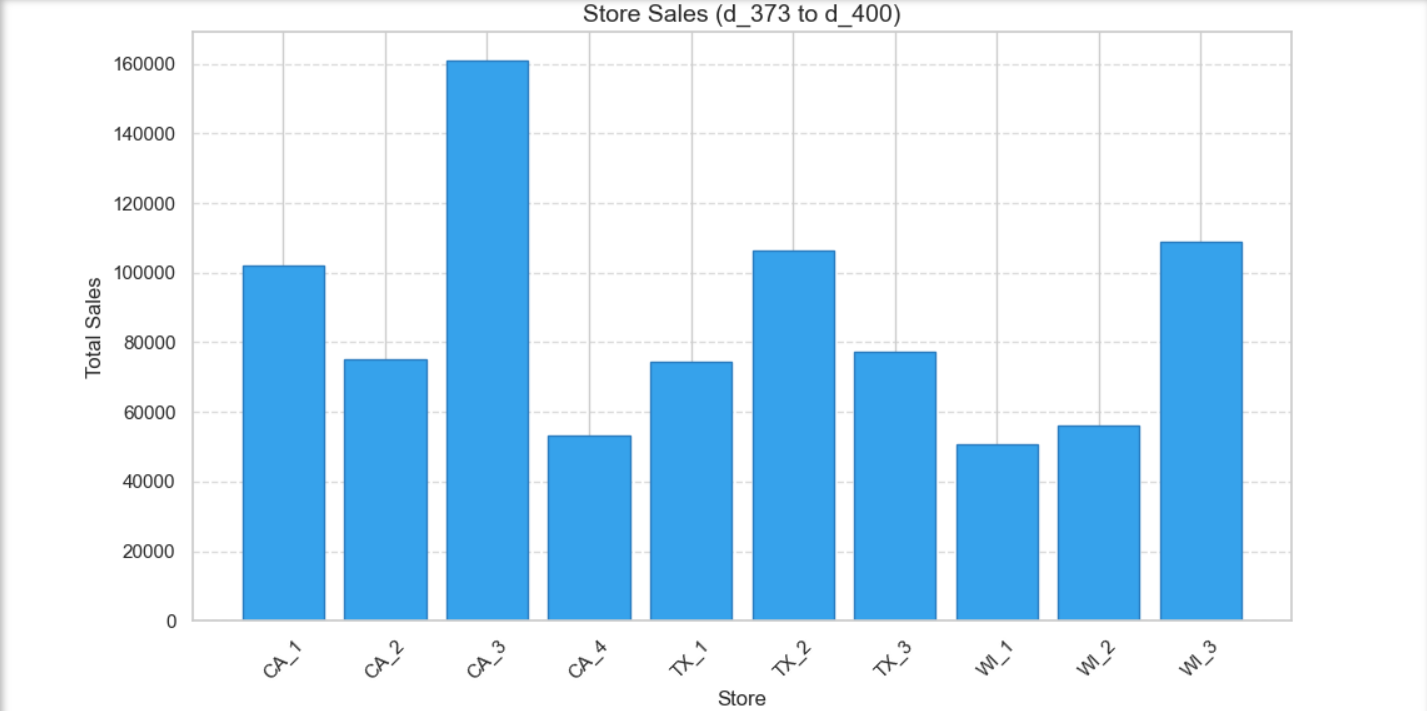 Store Sales (d_373 to d_400)
Total Sales
160000
140000
120000
100000
80000
60000
40000
20000
0
CA_1
CA_2
CA_3
CA_4
TX_1
TX_2
TX_3
WI_1
WI_2
WI_3
Store